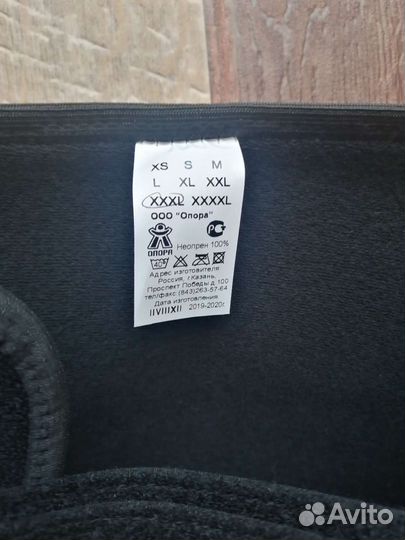 XS S M
L XL XXL
XXXL XXXXL
ООО "Опора"
ОПОРА
Неопрен 100%
40°
Адрес изготовителя
Россия, г.Казань,
Проспект Победы д 100
тел/факс (843)263-57-64
Дата изготовления
IIVIIIXII 2019-2020г.
Avito